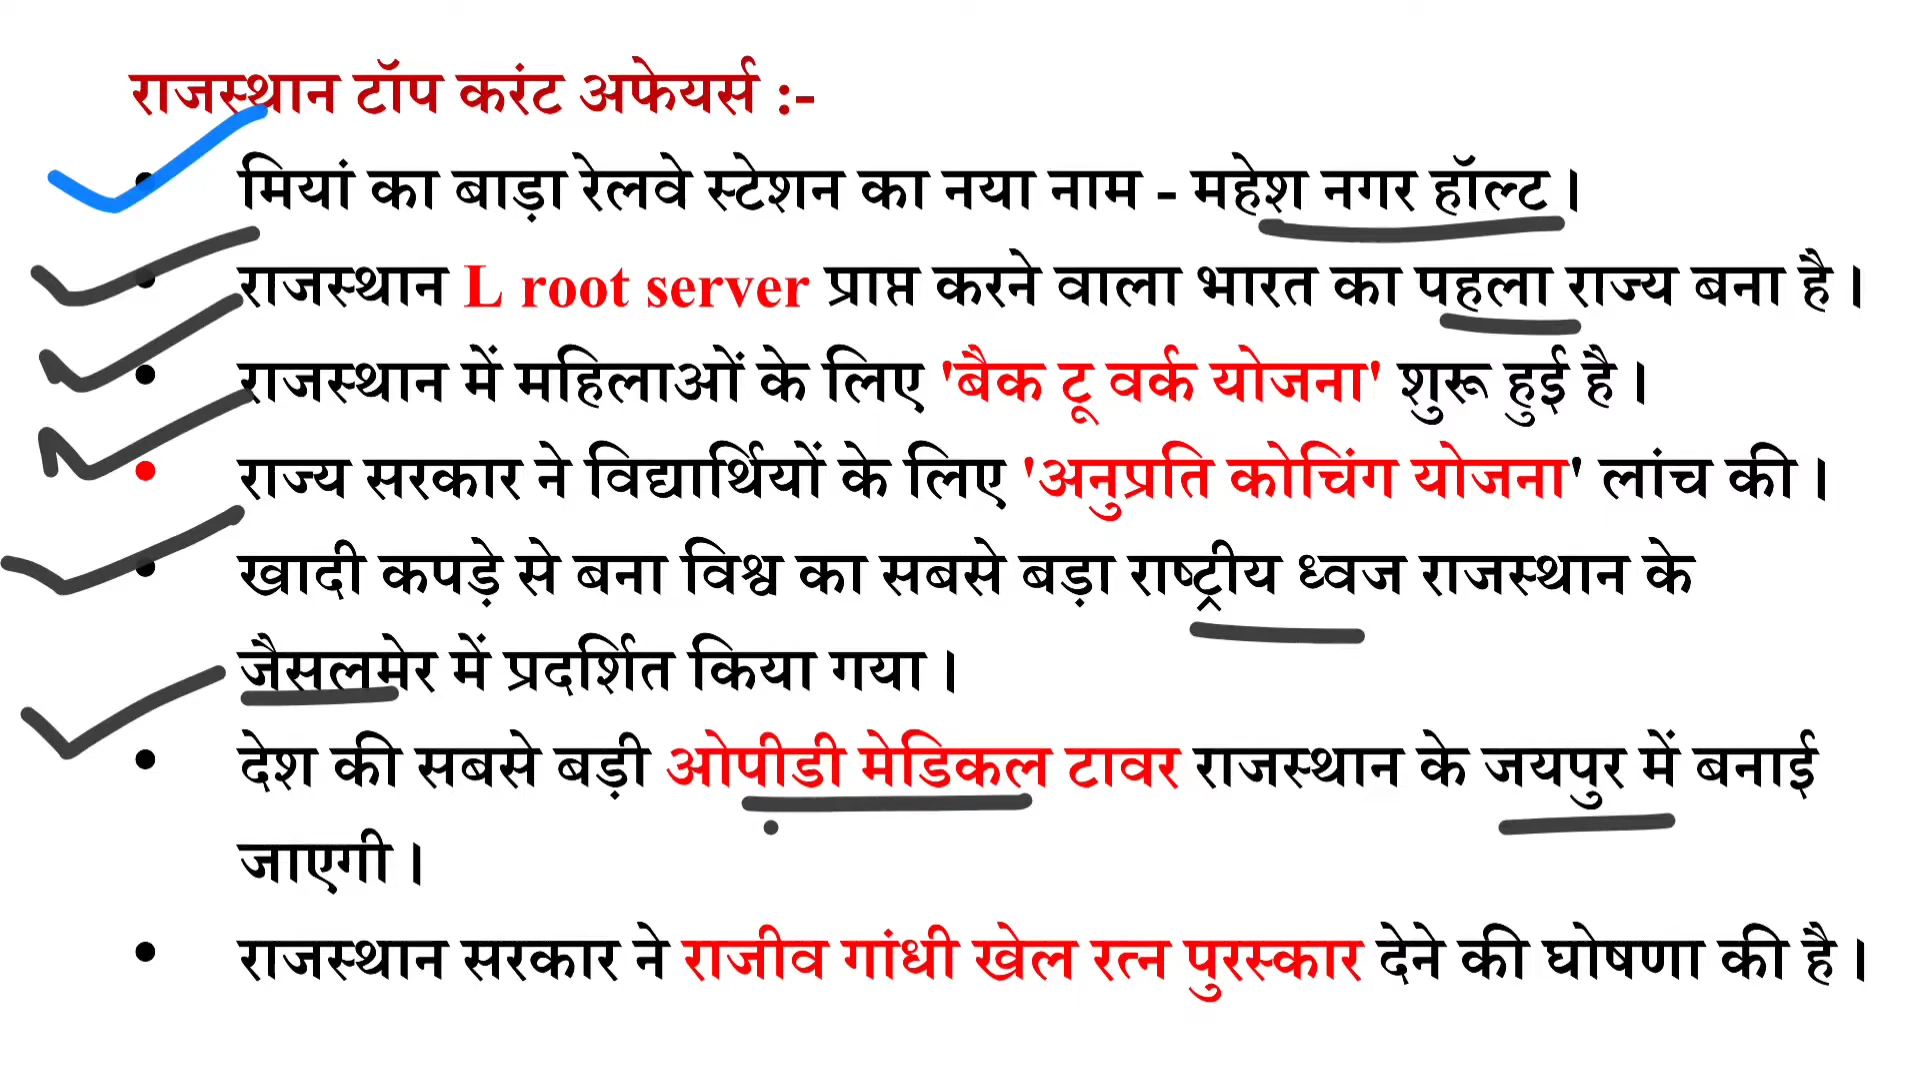 राजस्थान टॉप करंट अफेयर्स :-
• मियां का बाड़ा रेलवे स्टेशन का नया नाम - महेश नगर हॉल्ट।
• राजस्थान L root server प्राप्त करने वाला भारत का पहला राज्य बना है।
• राजस्थान में महिलाओं के लिए 'बैक टू वर्क योजना' शुरू हुई है।
• राज्य सरकार ने विद्यार्थियों के लिए 'अनुप्रति कोचिंग योजना' लांच की।
• खादी कपड़े से बना विश्व का सबसे बड़ा राष्ट्रीय ध्वज राजस्थान के
जैसलमेर में प्रदर्शित किया गया।
• देश की सबसे बड़ी ओपीडी मेडिकल टावर राजस्थान के जयपुर में बनाई
जाएगी।
• राजस्थान सरकार ने राजीव गांधी खेल रत्न पुरस्कार देने की घोषणा की है।